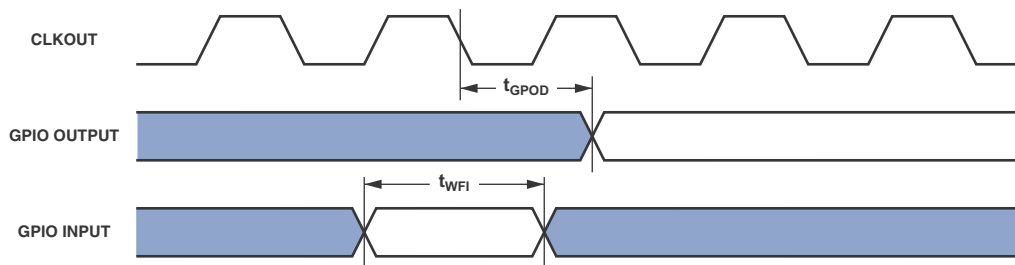 CLKOUT
tGPOD
GPIO OUTPUT
tWFI
GPIO INPUT